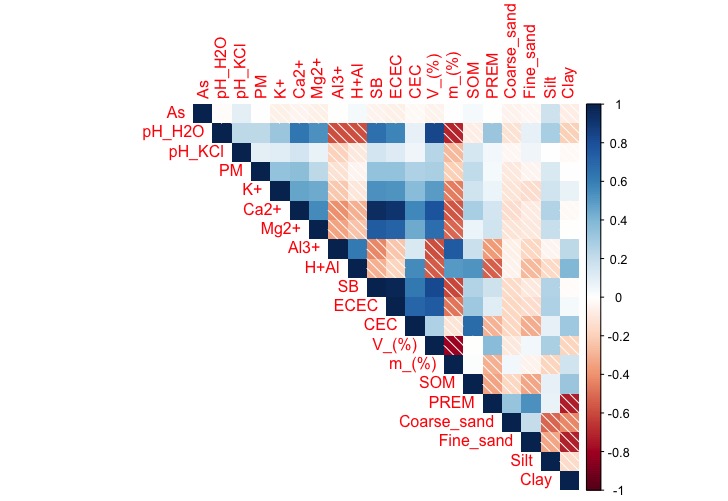 As pH_H2O pH_KCl PM K+ Ca2+ Mg2+ Al3+ H+Al SB ECEC CEC V_(%) m_(%) SOM PREM Coarse_sand Fine_sand Silt Clay
As
pH_H2O
pH_KCl
PM
K+
Ca2+
Mg2+
Al3+
H+Al
SB
ECEC
CEC
V_(%)
m_(%)
SOM
PREM
Coarse_sand
Fine_sand
Silt
Clay
1
0.8
0.6
0.4
0.2
0
-0.2
-0.4
-0.6
-0.8
-1